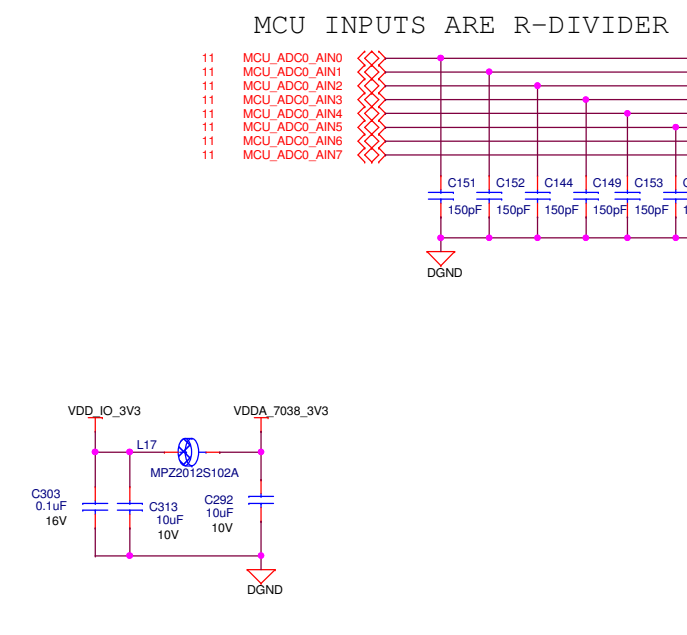 MCU INPUTS ARE R-DIVIDER
11 MCU_ADC0_AIN0
11 MCU_ADC0_AIN1
11 MCU_ADC0_AIN2
11 MCU_ADC0_AIN3
11 MCU_ADC0_AIN4
11 MCU_ADC0_AIN5
11 MCU_ADC0_AIN6
11 MCU_ADC0_AIN7
C151 C152 C144 C149 C153
150pF 150pF 150pF 150pF 150pF
DGND
VDD_IO_3V3 VDDA_7038_3V3
L17
MPZ2012S102A
C303
0.1uF
16V
C313
10uF
10V
C292
10uF
10V
DGND